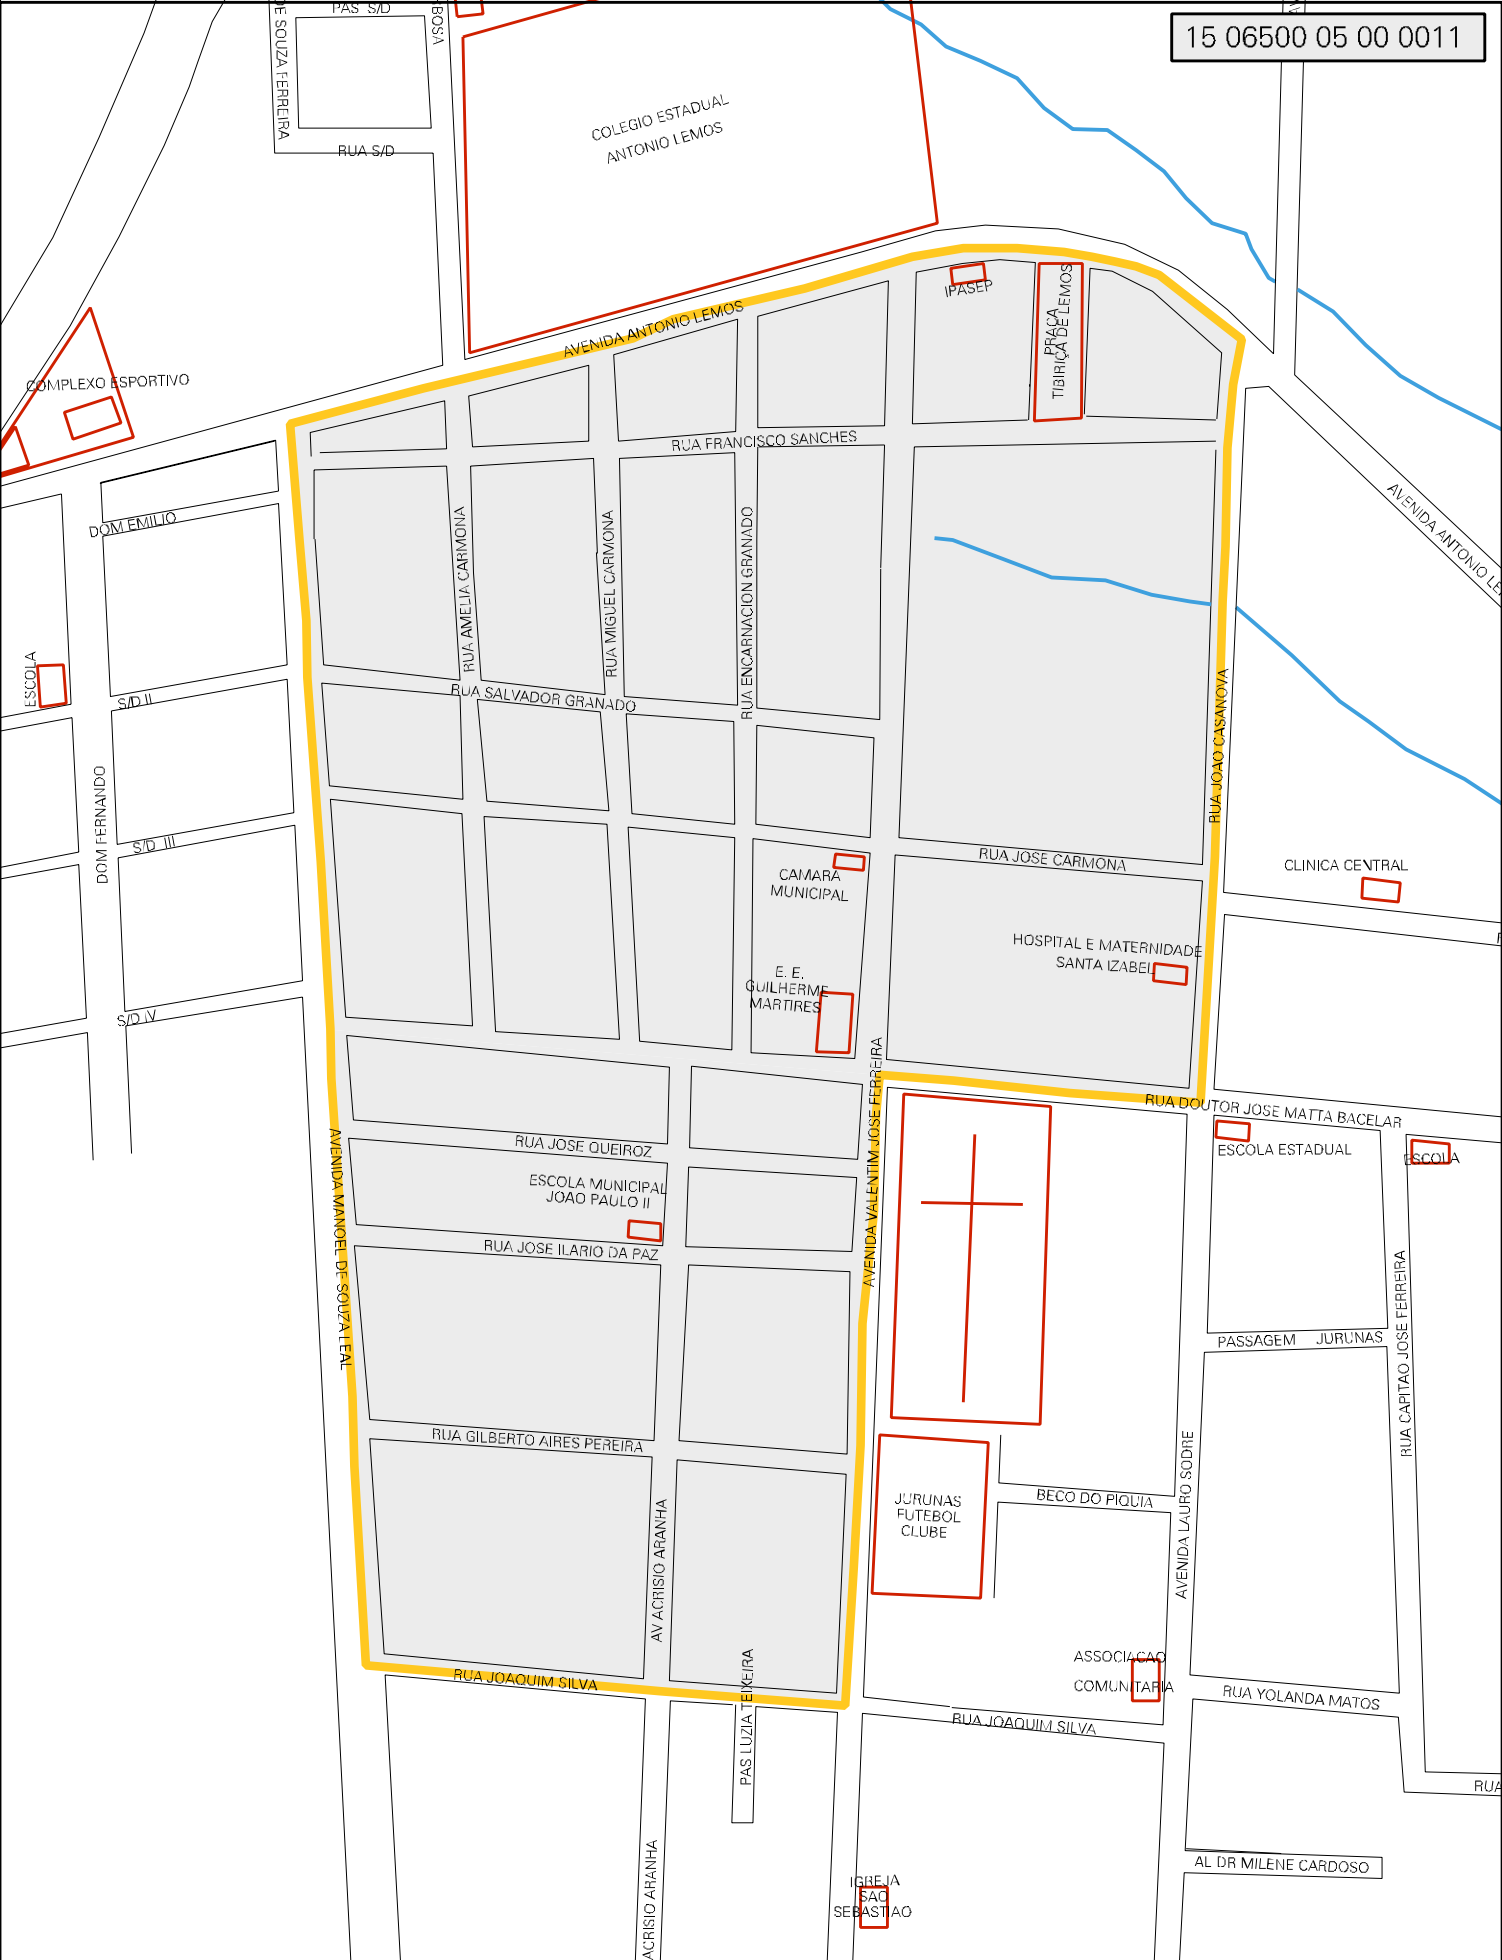 PAS S/D
DE SOUZA FERREIRA
RBOSA
15 06500 05 00 0011
RUA S/D
COLEGIO ESTADUAL
ANTONIO LEMOS
IPASEP
PRAÇA
TIBIRIÇA DE LEMOS
AVENIDA ANTONIO LEMOS
COMPLEXO ESPORTIVO
RUA FRANCISCO SANCHES
DOM EMILIO
AVENIDA ANTONIO LE
RUA AMELIA CARMONA
RUA MIGUEL CARMONA
RUA ENCARNACION GRANADO
ESCOLA
S/D II
RUA SALVADOR GRANADO
RUA JOAO CASANOVA
DOM FERNANDO
S/D III
RUA JOSE CARMONA
CLINICA CENTRAL
CAMARA
MUNICIPAL
HOSPITAL E MATERNIDADE
SANTA IZABEL
E. E.
GUILHERME
MARTIRES
S/D IV
AVENIDA VALENTIM JOSE FERREIRA
RUA DOUTOR JOSE MATTA BACELAR
ESCOLA ESTADUAL
ESCOLA
AVENIDA MANOEL DE SOUZA LEAL
RUA JOSE QUEIROZ
ESCOLA MUNICIPAL
JOAO PAULO II
RUA JOSE ILARIO DA PAZ
PASSAGEM JURUNAS
RUA CAPITAO JOSE FERREIRA
RUA GILBERTO AIRES PEREIRA
AVENIDA LAURO SODRE
BECO DO PIQUIA
JURUNAS
FUTEBOL
CLUBE
AV ACRISIO ARANHA
RUA JOAQUIM SILVA
PAS LUZIA TEIXEIRA
ASSOCIACAO
COMUNITARIA
RUA YOLANDA MATOS
RUA JOAQUIM SILVA
RUA
ACRISIO ARANHA
AL DR MILENE CARDOSO
IGREJA
SAO
SEBASTIAO